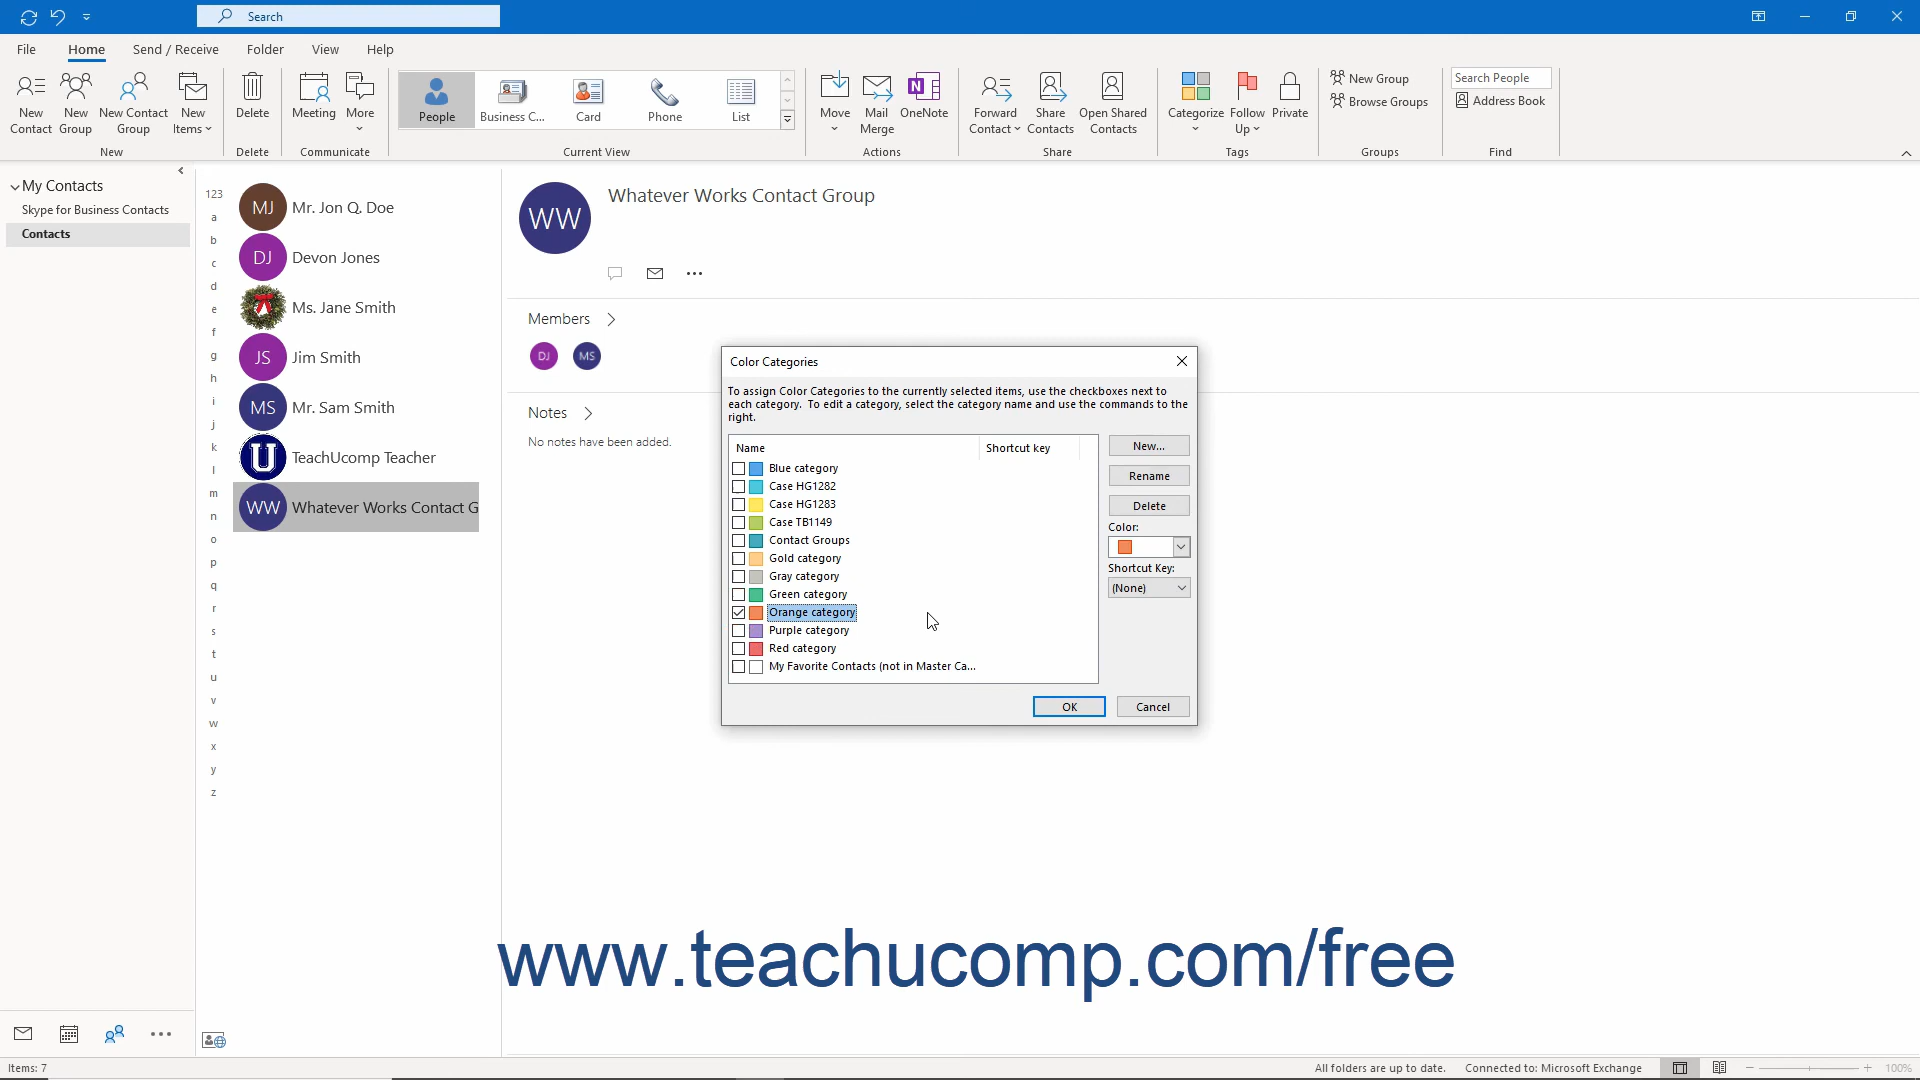 Search
File Home Send / Receive Folder View Help
New Contact
New Group
New Contact Group
New Items
New
Delete
Delete
Meeting
More
Communicate
People
Business C...
Card
Phone
List
Current View
Move
Mail Merge
OneNote
Actions
Forward Contact
Share Contacts
Open Shared Contacts
Share
Categorize
Follow Up
Private
Tags
New Group
Browse Groups
Groups
Search People
Address Book
Find
My Contacts
Skype for Business Contacts
Contacts
123
a
b
c
d
e
f
g
h
i
j
k
l
m
n
o
p
q
r
s
t
u
v
w
x
y
z
MJ Mr. Jon Q. Doe
DJ Devon Jones
Ms. Jane Smith
JS Jim Smith
MS Mr. Sam Smith
U TeachUcomp Teacher
WW Whatever Works Contact G
WW Whatever Works Contact Group
Members
DJ MS
Notes
No notes have been added.
Color Categories
To assign Color Categories to the currently selected items, use the checkboxes next to
each category. To edit a category, select the category name and use the commands to the
right.
Name Shortcut key
Blue category
Case HG1282
Case HG1283
Case TB1149
Contact Groups
Gold category
Gray category
Green category
Orange category
Purple category
Red category
My Favorite Contacts (not in Master Ca...
New...
Rename
Delete
Color:
Shortcut Key:
(None)
OK Cancel
www.teachucomp.com/free
Items: 7
All folders are up to date. Connected to: Microsoft Exchange 100%